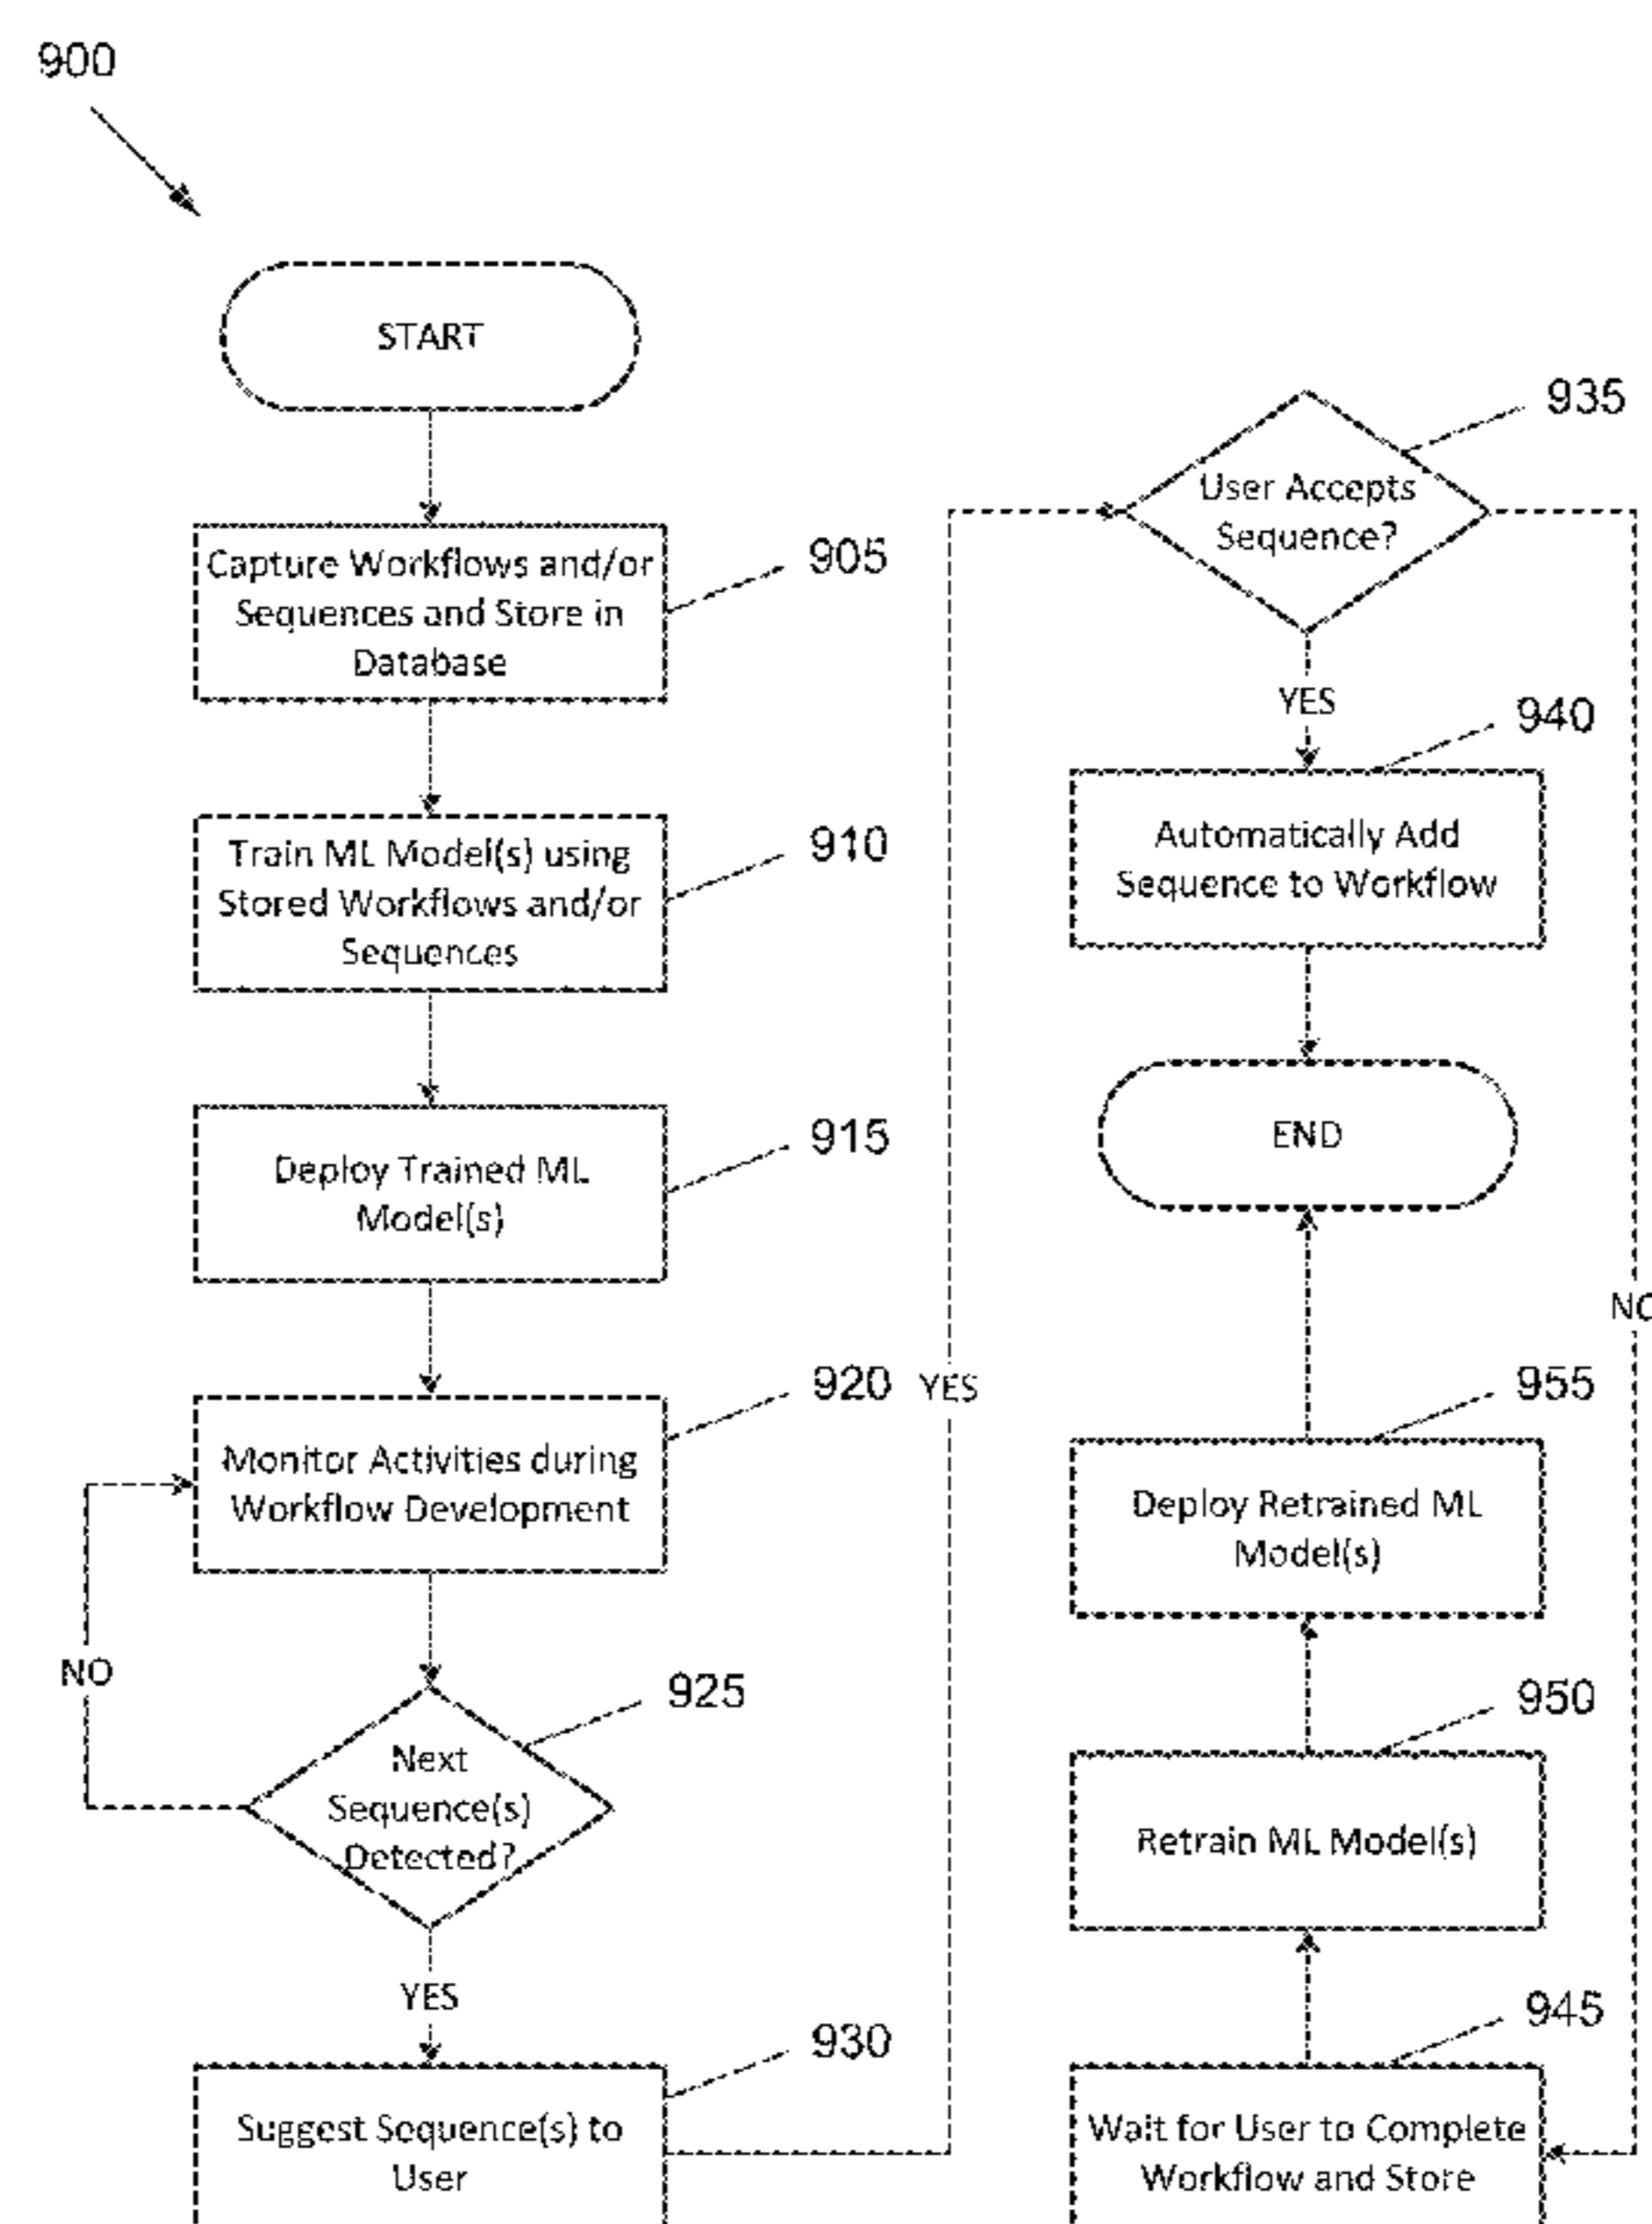 900
START
Capture Workflows and/or
Sequences and Store in
Database
905
Train ML Model(s) using
Stored Workflows and/or
Sequences
910
Deploy Trained ML
Model(s)
915
Monitor Activities during
Workflow Development
920
YES
NO
Next
Sequence(s)
Detected?
925
YES
Suggest Sequence(s) to
User
930
User Accepts
Sequence?
935
YES
Automatically Add
Sequence to Workflow
940
END
NO
Deploy Retrained ML
Model(s)
955
Retrain ML Model(s)
950
Wait for User to Complete
Workflow and Store
945